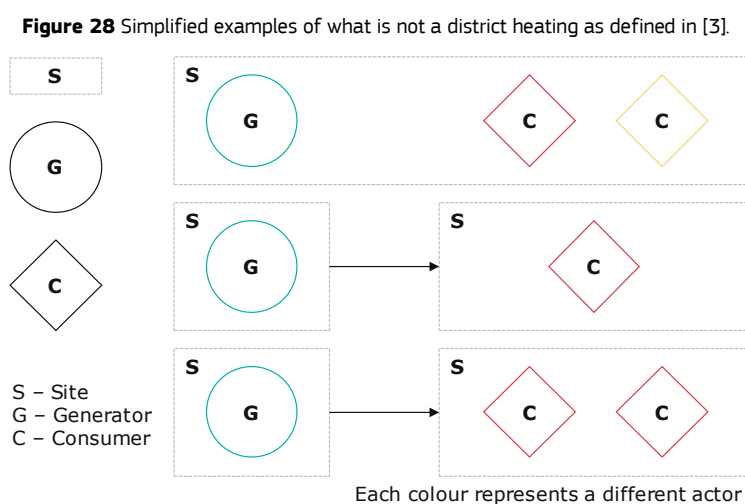 Figure 28 Simplified examples of what is not a district heating as defined in [3].
S
G
C
S – Site
G – Generator
C – Consumer
S
G
C
C
S
G
S
C
S
G
S
C
C
Each colour represents a different actor